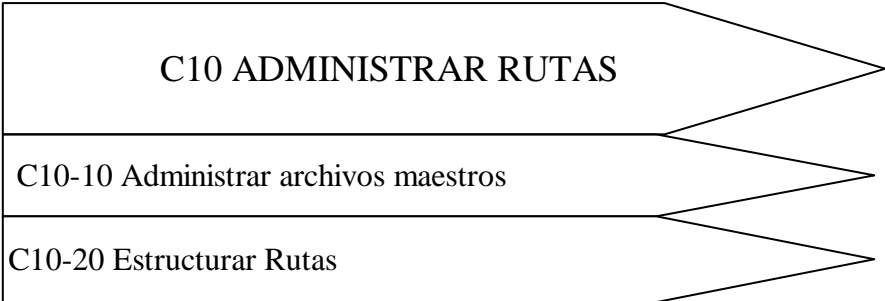 C10 ADMINISTRAR RUTAS
C10-10 Administrar archivos maestros
C10-20 Estructurar Rutas